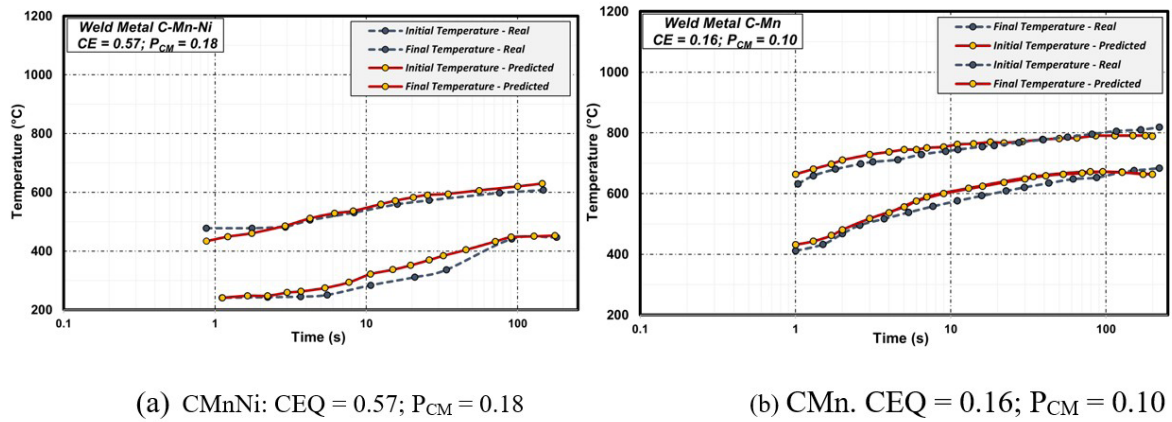 Weld Metal C-Mn-Ni
CE = 0.57; PCM = 0.18
Initial Temperature - Real
Final Temperature - Real
Initial Temperature - Predicted
Final Temperature - Predicted
1200
1000
800
600
400
200
Temperature (°C)
0.1
1
10
100
Time (s)
(a) CMnNi: CEQ = 0.57; PCM = 0.18
Weld Metal C-Mn
CE = 0.16; PCM = 0.10
Final Temperature - Real
Initial Temperature - Predicted
Initial Temperature - Real
Final Temperature - Predicted
1200
1000
800
600
400
200
Temperature (°C)
0.1
1
10
100
Time (s)
(b) CMn. CEQ = 0.16; PCM = 0.10